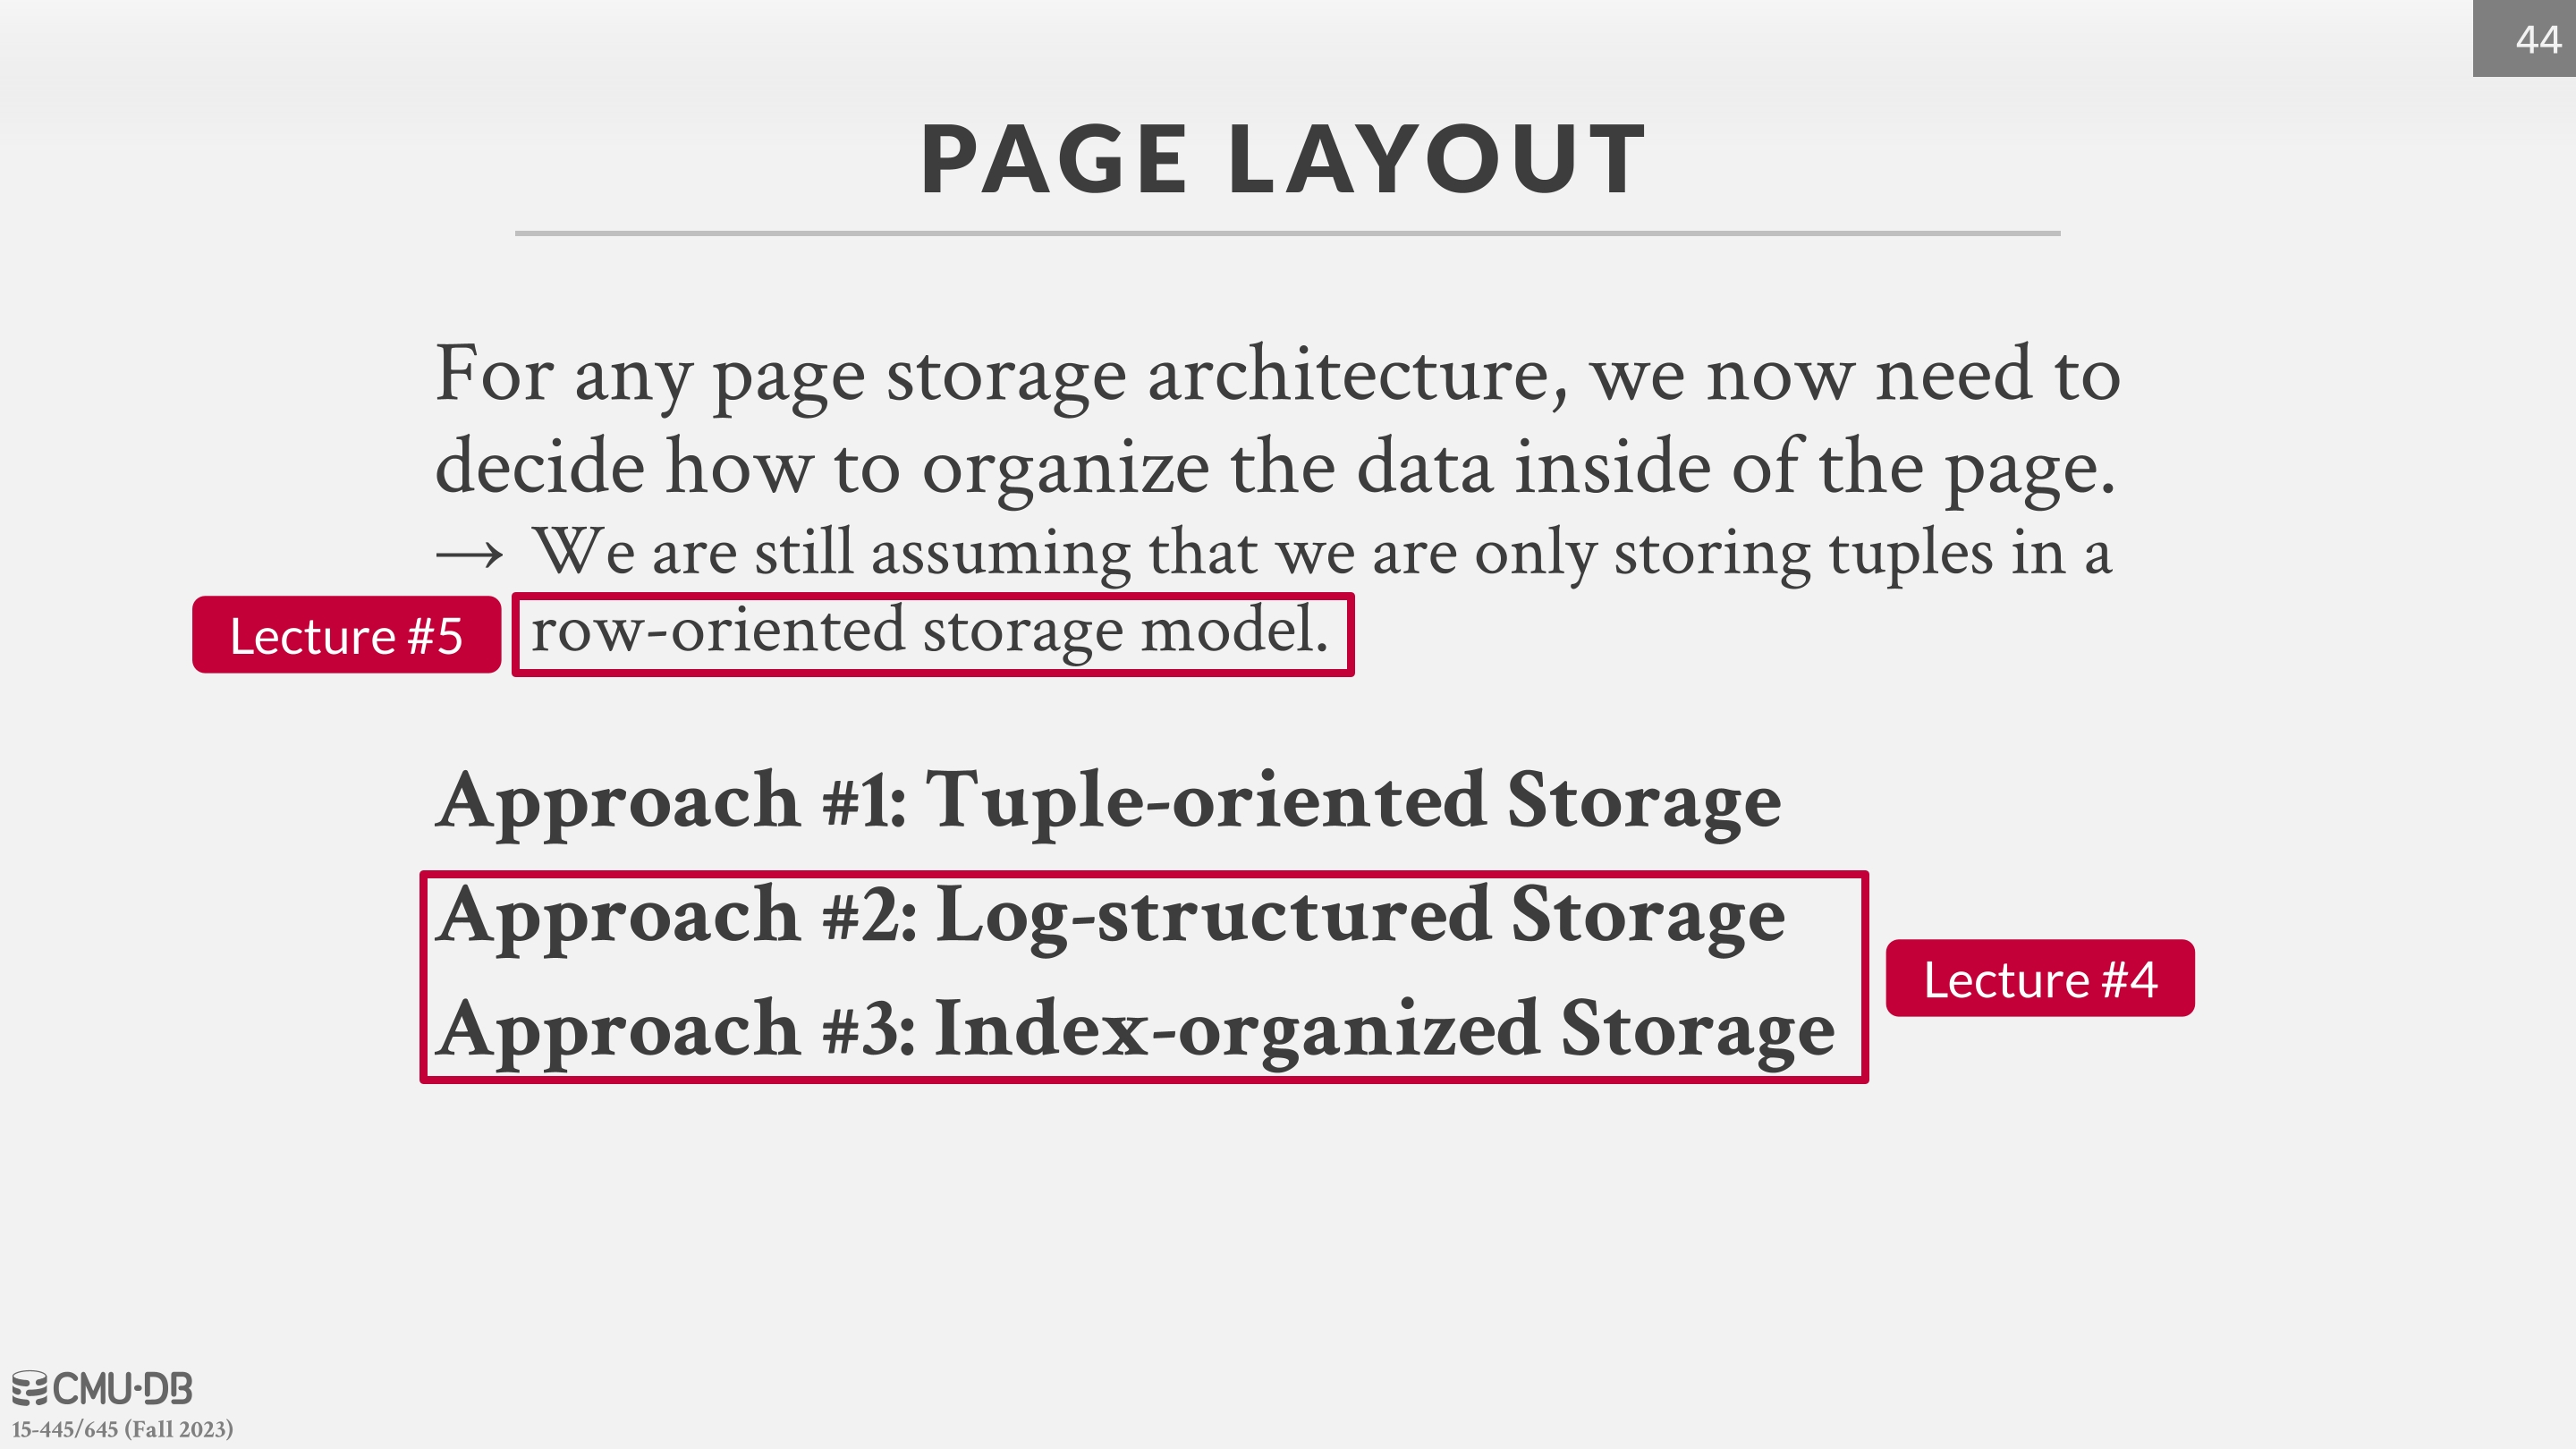 44
PAGE LAYOUT
For any page storage architecture, we now need to
decide how to organize the data inside of the page.
→ We are still assuming that we are only storing tuples in a
Lecture #5
row-oriented storage model.
Approach #1: Tuple-oriented Storage
Approach #2: Log-structured Storage
Approach #3: Index-organized Storage
Lecture #4
CMU·DB
15-445/645 (Fall 2023)